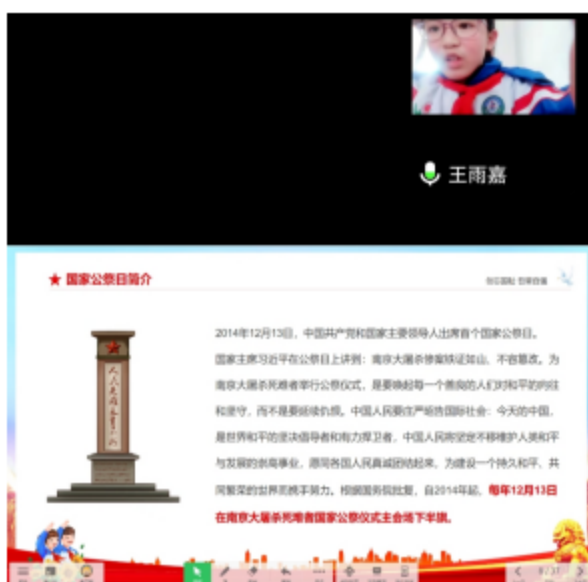 王雨嘉
国家公祭日简介
2014年12月13日，中国共产党和国家主要领导人出席首个国家公祭日。
国家主席习近平在公祭日上讲到：南京大屠杀惨案铁证如山、不容篡改。为
南京大屠杀死难者举行公祭仪式，是要唤起每一个善良的人们对和平的向往
和坚守，而不是要延续仇恨。中国人民要庄严昭告国际社会：今天的中国，
是世界和平的坚决倡导者和有力捍卫者，中国人民将坚定不移维护人类和平
与发展的崇高事业，愿同各国人民真诚团结起来，为建设一个持久和平、共
同繁荣的世界而携手努力。根据国务院批复，自2014年起，每年12月13日
在南京大屠杀死难者国家公祭仪式主会场下半旗。